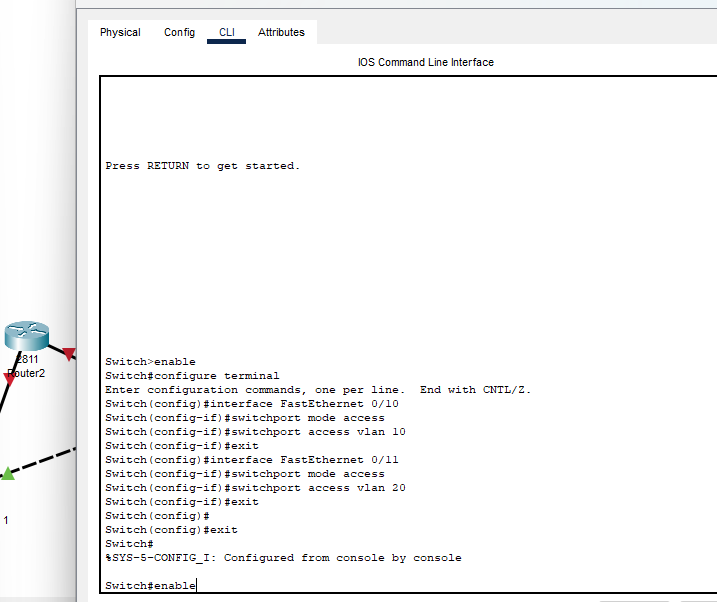 Physical Config CLI Attributes
IOS Command Line Interface
Press RETURN to get started.
2811
Router2
1
Switch>enable
Switch#configure terminal
Enter configuration commands, one per line.  End with CNTL/Z.
Switch(config)#interface FastEthernet 0/10
Switch(config-if)#switchport mode access
Switch(config-if)#switchport access vlan 10
Switch(config-if)#exit
Switch(config)#interface FastEthernet 0/11
Switch(config-if)#switchport mode access
Switch(config-if)#switchport access vlan 20
Switch(config-if)#exit
Switch(config)#
Switch(config)#exit
Switch#
%SYS-5-CONFIG_I: Configured from console by console
Switch#enable